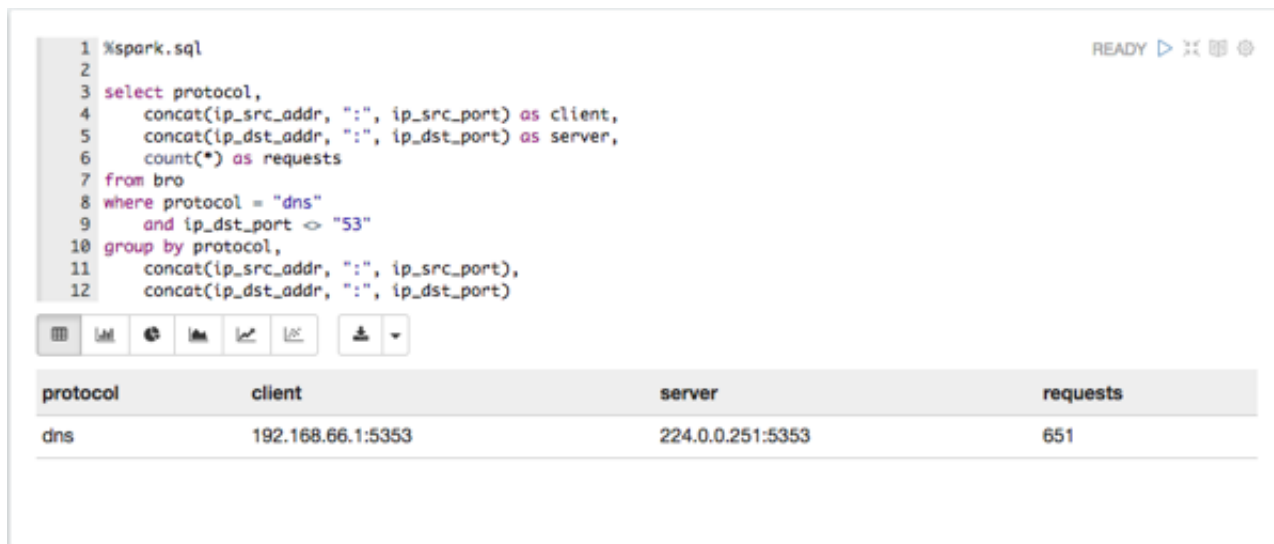 1 %spark.sql
READY
2
3 select protocol,
4 concat(ip_src_addr, ":", ip_src_port) as client,
5 concat(ip_dst_addr, ":", ip_dst_port) as server,
6 count(*) as requests
7 from bro
8 where protocol = "dns"
9 and ip_dst_port <> "53"
10 group by protocol,
11 concat(ip_src_addr, ":", ip_src_port),
12 concat(ip_dst_addr, ":", ip_dst_port)
protocol client server requests
dns 192.168.66.1:5353 224.0.0.251:5353 651